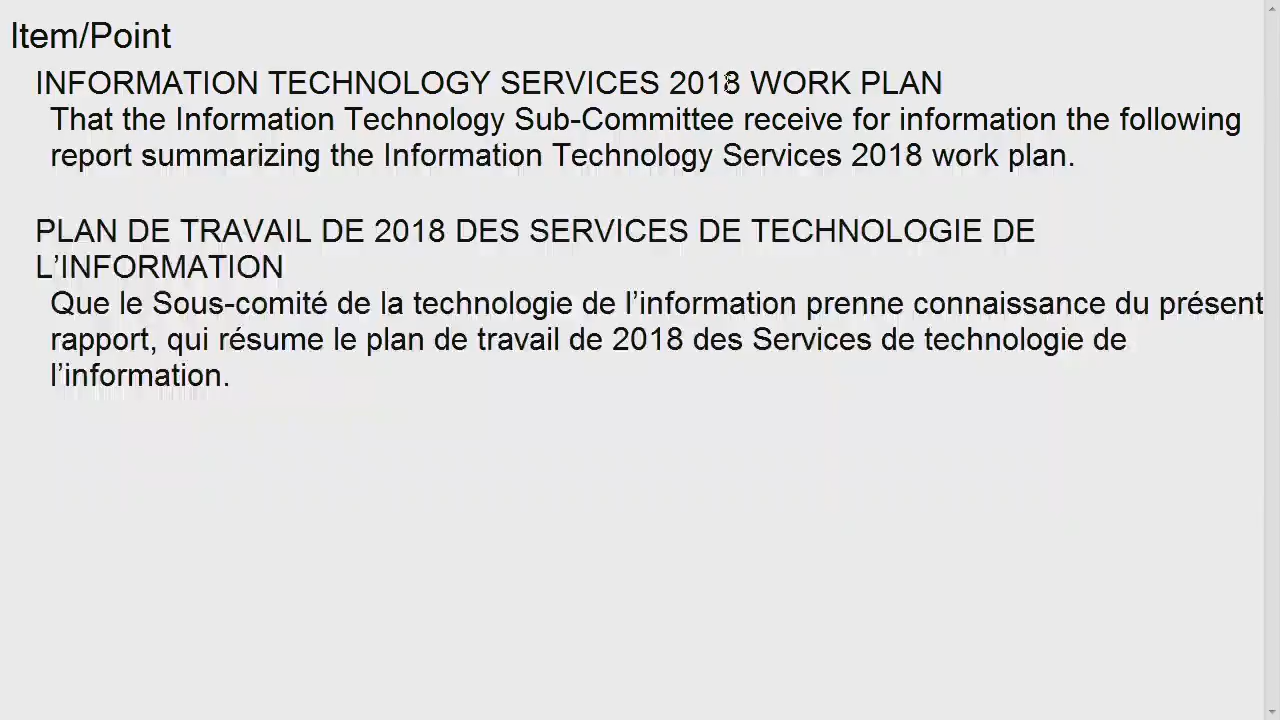 Item/Point
INFORMATION TECHNOLOGY SERVICES 2018 WORK PLAN
That the Information Technology Sub-Committee receive for information the following
report summarizing the Information Technology Services 2018 work plan.
PLAN DE TRAVAIL DE 2018 DES SERVICES DE TECHNOLOGIE DE
L’INFORMATION
Que le Sous-comité de la technologie de l’information prenne connaissance du présent
rapport, qui résume le plan de travail de 2018 des Services de technologie de
l’information.